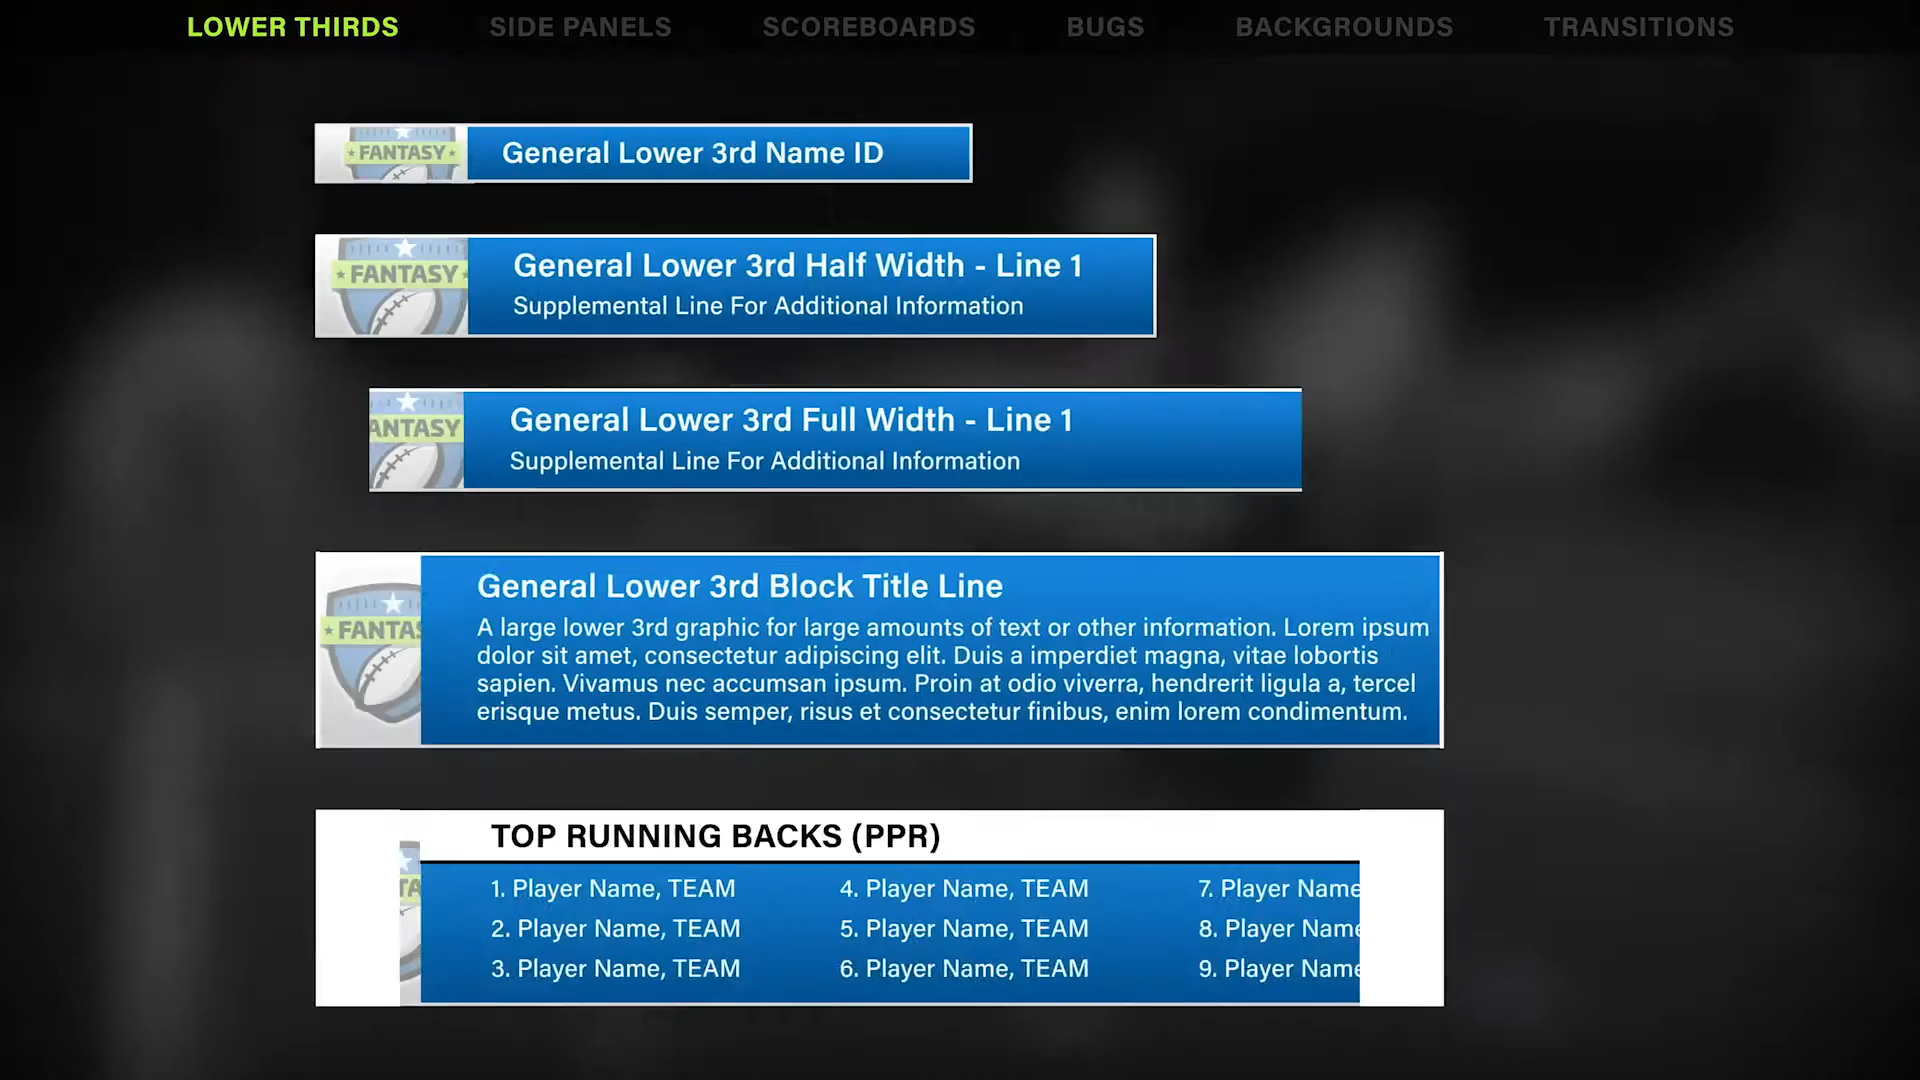 LOWER THIRDS SIDE PANELS SCOREBOARDS BUGS BACKGROUNDS TRANSITIONS
FANTASY
General Lower 3rd Name ID
FANTASY
General Lower 3rd Half Width - Line 1
Supplemental Line For Additional Information
ANTASY
General Lower 3rd Full Width - Line 1
Supplemental Line For Additional Information
FANTAS
General Lower 3rd Block Title Line
A large lower 3rd graphic for large amounts of text or other information. Lorem ipsum
dolor sit amet, consectetur adipiscing elit. Duis a imperdiet magna, vitae lobortis
sapien. Vivamus nec accumsan ipsum. Proin at odio viverra, hendrerit ligula a, tercel
erisque metus. Duis semper, risus et consectetur finibus, enim lorem condimentum.
TOP RUNNING BACKS (PPR)
TA
1. Player Name, TEAM 4. Player Name, TEAM 7. Player Name
2. Player Name, TEAM 5. Player Name, TEAM 8. Player Name
3. Player Name, TEAM 6. Player Name, TEAM 9. Player Name